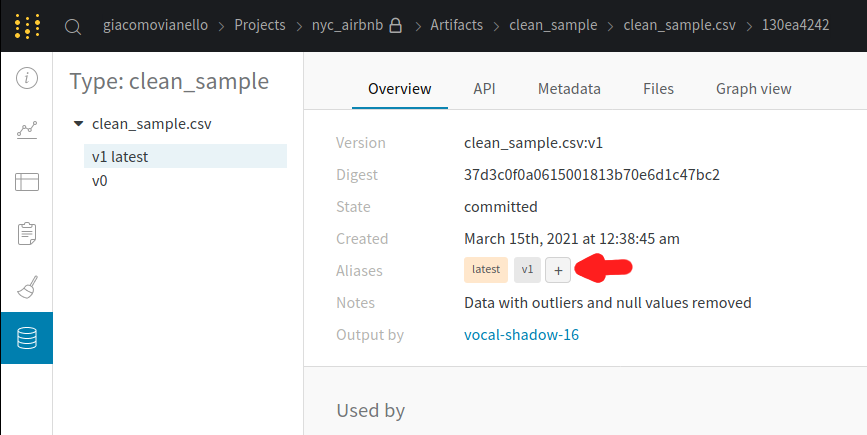 giacomovianello > Projects > nyc_airbnb > Artifacts > clean_sample > clean_sample.csv > 130ea4242
Type: clean_sample
clean_sample.csv
v1 latest
v0
Overview API Metadata Files Graph view
Version clean_sample.csv:v1
Digest 37d3c0f0a0615001813b70e6d1c47bc2
State committed
Created March 15th, 2021 at 12:38:45 am
Aliases latest v1 +
Notes Data with outliers and null values removed
Output by vocal-shadow-16
Used by